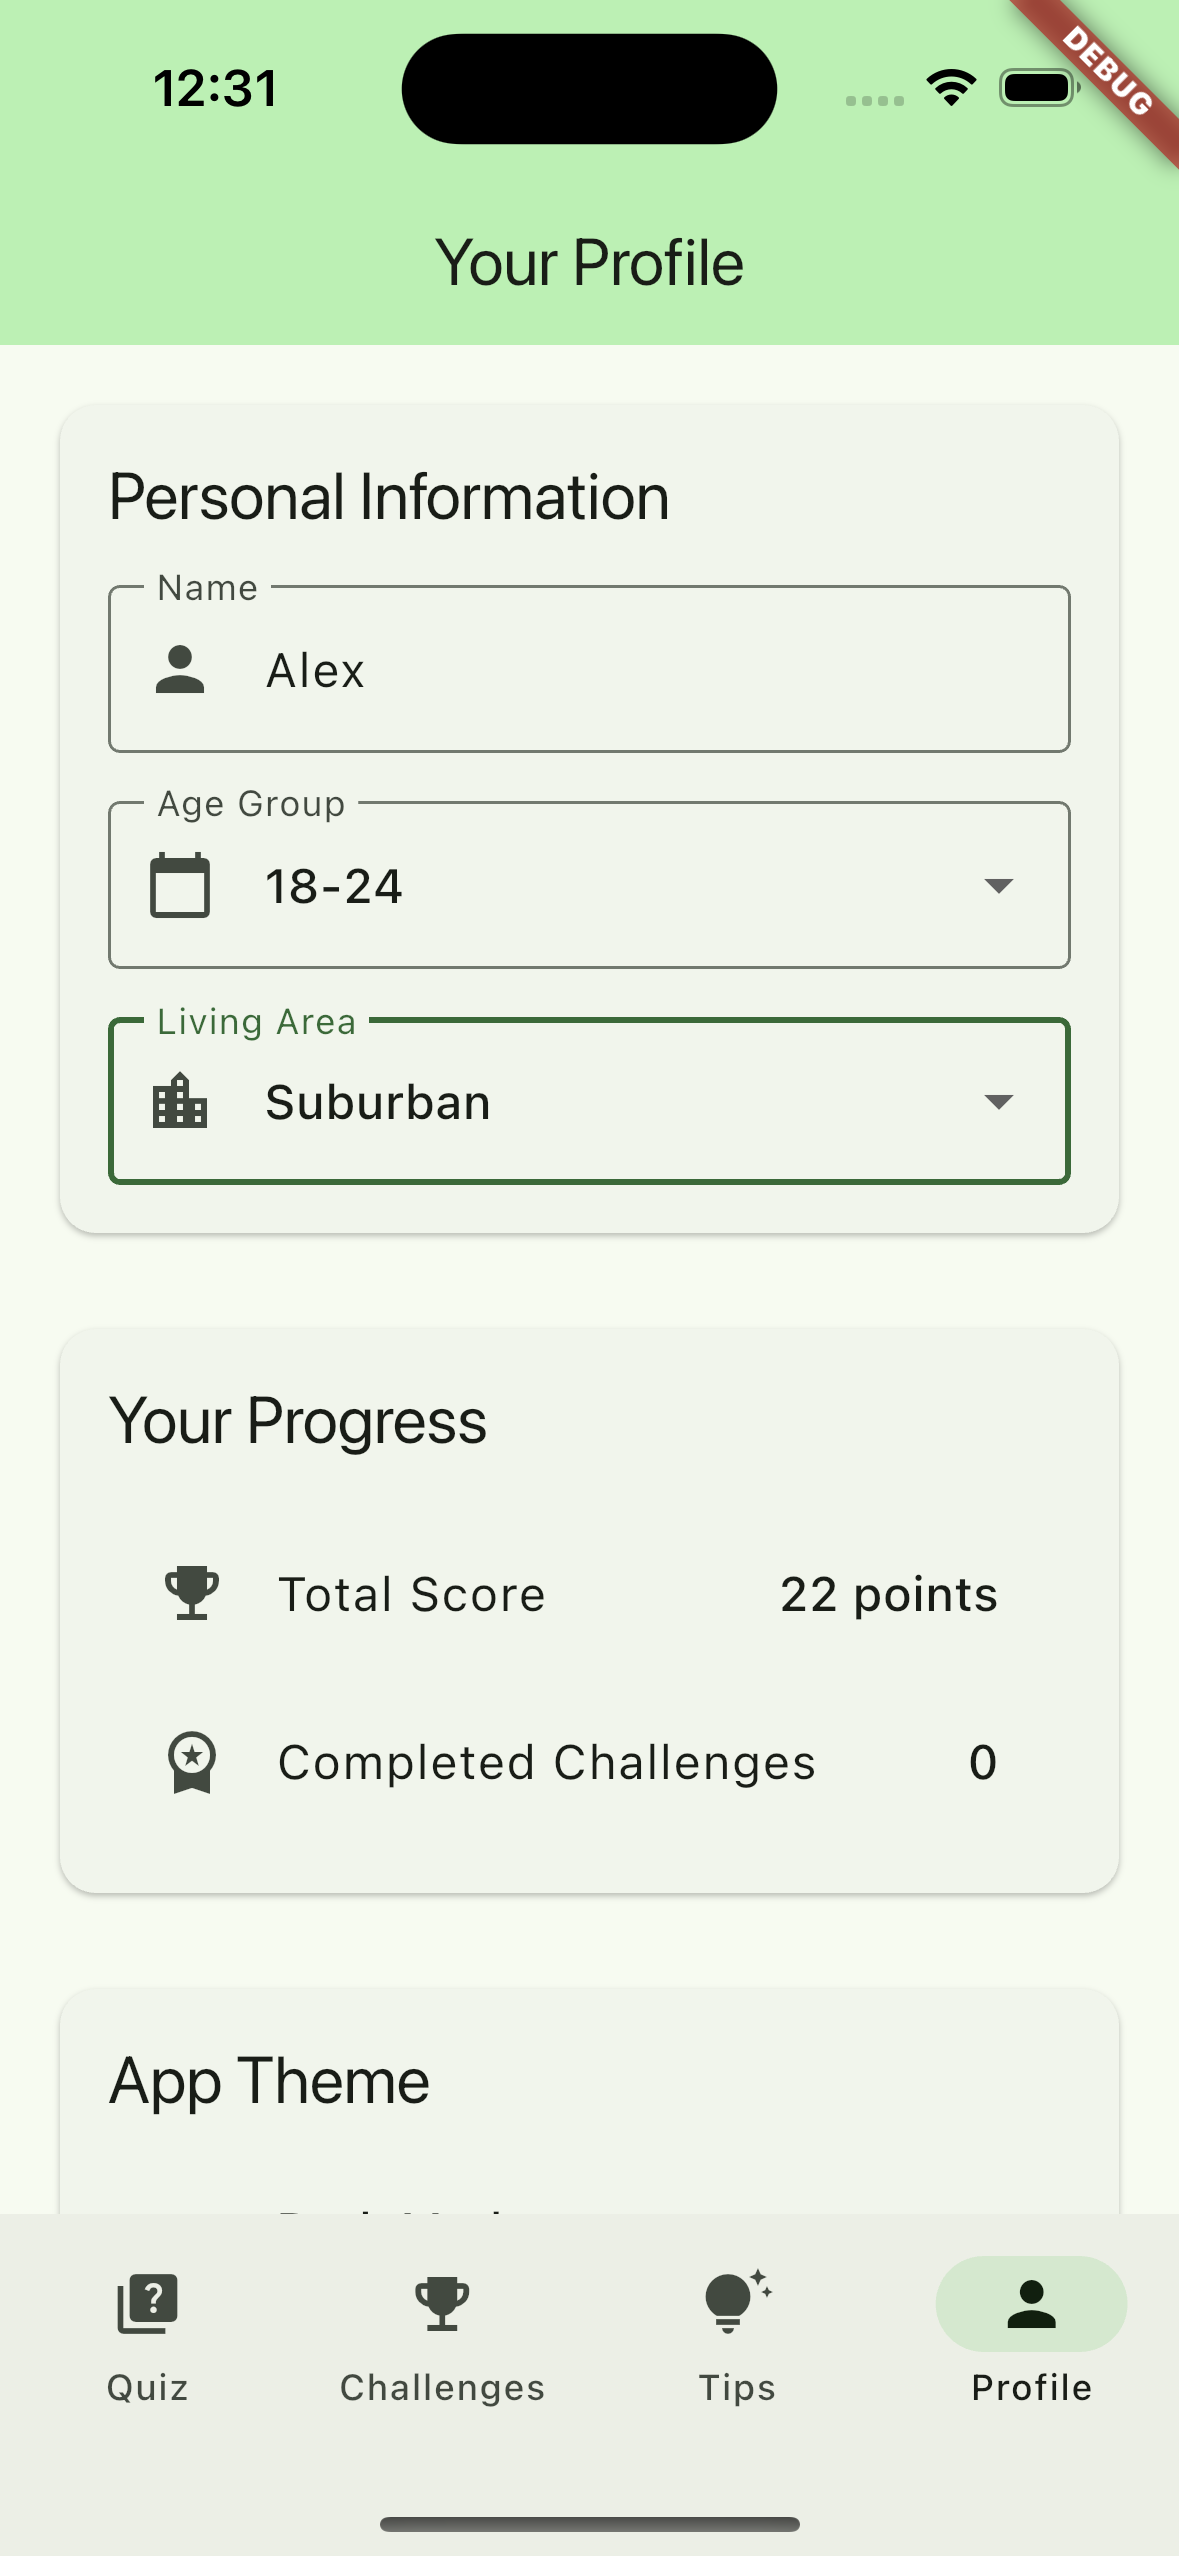 12:31
DEBUG
Your Profile
Personal Information
Name
Alex
Age Group
18-24
Living Area
Suburban
Your Progress
Total Score 22 points
Completed Challenges 0
App Theme
Quiz Challenges Tips Profile